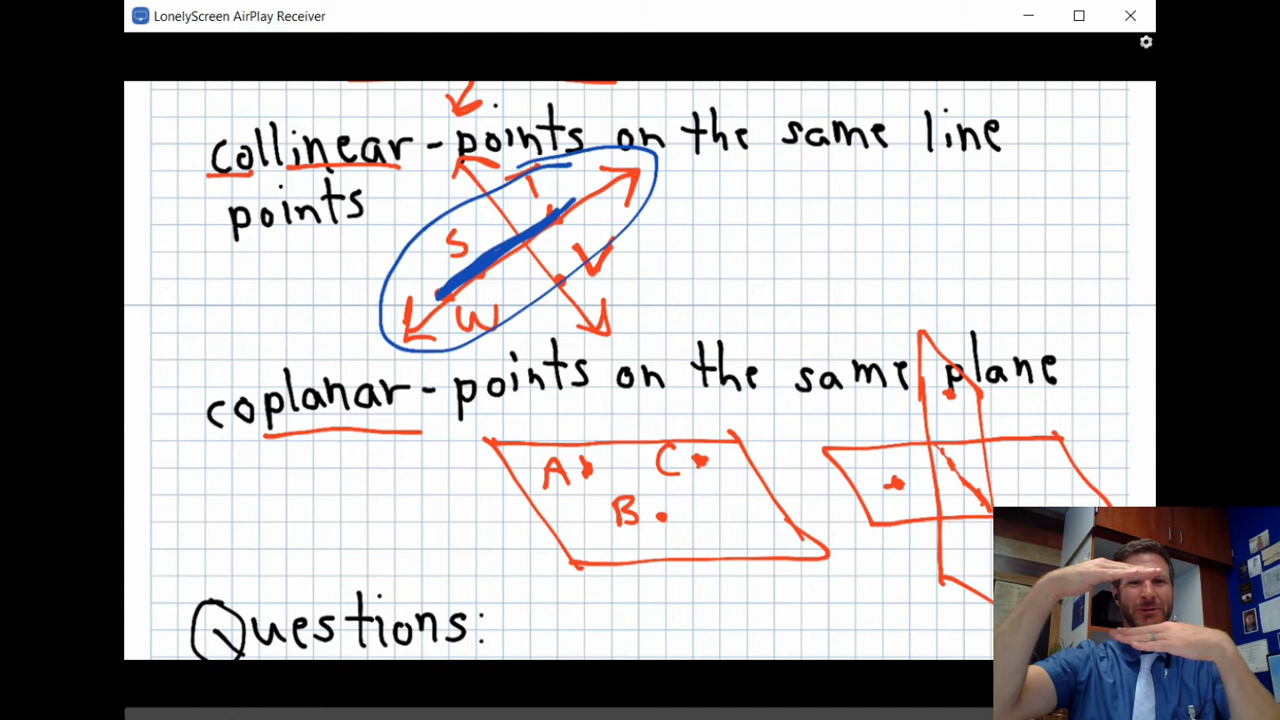 LonelyScreen AirPlay Receiver
collinear - points on the same line
points
T
S
V
W
coplanar - points on the same plane
A C
B
Questions: